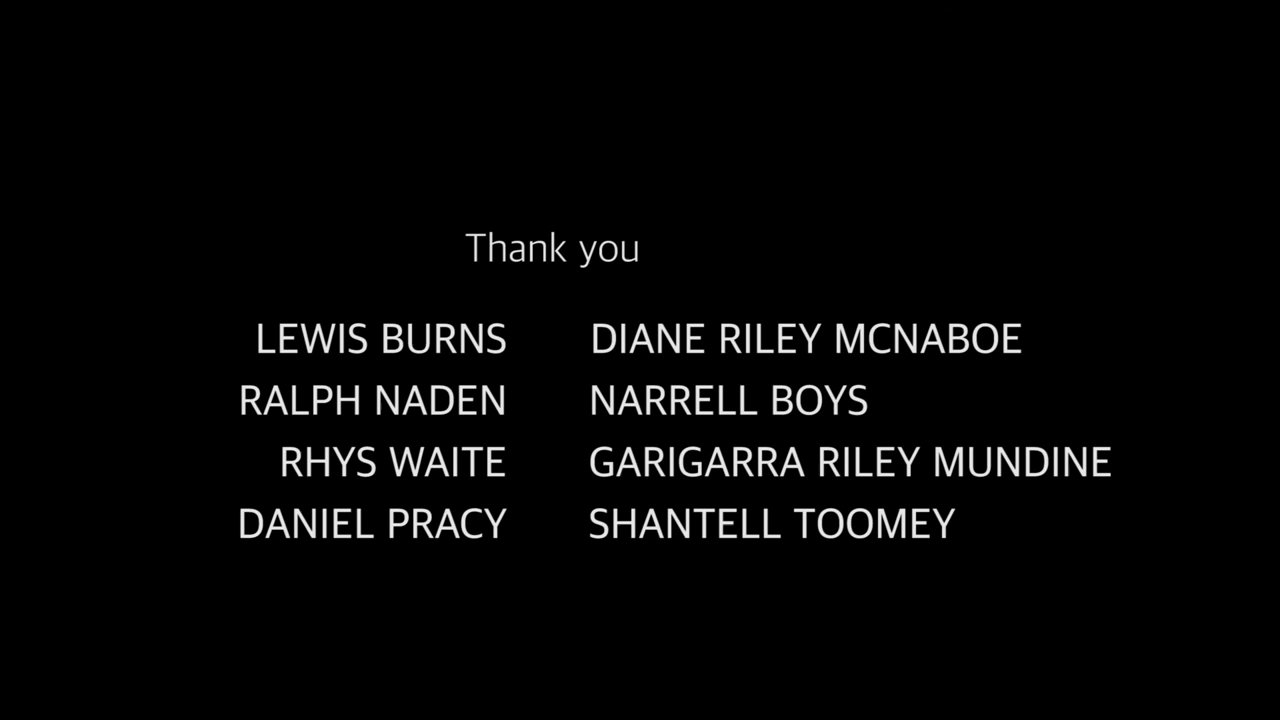 Thank you
LEWIS BURNS DIANE RILEY MCNABOE
RALPH NADEN NARRELL BOYS
RHYS WAITE GARIGARRA RILEY MUNDINE
DANIEL PRACY SHANTELL TOOMEY